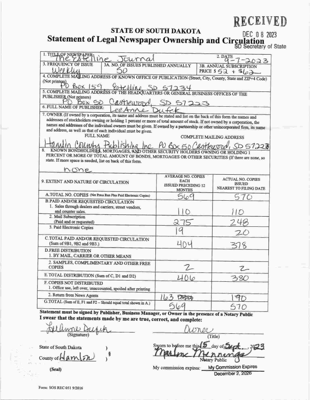 RECEIVED
DEC 08 2023
SD Secretary of State
STATE OF SOUTH DAKOTA
Statement of Legal Newspaper Ownership and Circulation
1. TITLE OF NEWSPAPER
The Estelline Journal
2. DATE
9-7-2023
3. FREQUENCY OF ISSUE
Weekly
3A. NO. OF ISSUES PUBLISHED ANNUALLY
50
3B. ANNUAL SUBSCRIPTION
PRICE $
4. COMPLETE MAILING ADDRESS OF KNOWN OFFICE OF PUBLICATION (Street, City, County, State and ZIP+4 Code)
(Not printers)
PO Box 159 Estelline SD 57234
5. COMPLETE MAILING ADDRESS OF THE HEADQUARTERS OR GENERAL BUSINESS OFFICES OF THE
PUBLISHER (Not printers)
PO Box 50 Castlewood, SD 57223
6. FULL NAME OF PUBLISHER:
LeeAnne Dufek
7. OWNER (If owned by a corporation, its name and address must be stated and list on the back of this form the names and
addresses of stockholders owning or holding 1 percent or more of total amount of stock. If not owned by a corporation, the
names and addresses of the individual owners must be given. If owned by a partnership or other unincorporated firm, its name
and address, as well as that of each individual must be given.
FULL NAME
COMPLETE MAILING ADDRESS
Hamlin County Publishing Inc. PO Box 50 Castlewood, SD 57223
8. KNOWN BONDHOLDERS, MORTGAGES, AND OTHER SECURITY HOLDERS OWNING OR HOLDING 1
PERCENT OR MORE OF TOTAL AMOUNT OF BONDS, MORTGAGES OR OTHER SECURITIES (If there are none, so
state. If more space is needed, list on back of this form.
none
9. EXTENT AND NATURE OF CIRCULATION
AVERAGE NO. COPIES
EACH
ISSUED PRECEDING 12
MONTHS
ACTUAL NO. COPIES
ISSUED
NEAREST TO FILING DATE
A. TOTAL NO. COPIES
569
570
B. PAID AND/OR REQUESTED CIRCULATION
1. Sales through dealers and carriers, street vendors,
and counter sales.
110
110
2. Mail Subscription
(Paid and or requested)
275
248
3. Paid Electronic Copies
19
20
C. TOTAL PAID AND/OR REQUESTED CIRCULATION
(Sum of 9B1, 9B2 and 9B3.)
404
378
D. FREE DISTRIBUTION
1. BY MAIL, CARRIER OR OTHER MEANS
2. SAMPLES, COMPLIMENTARY AND OTHER FREE
COPIES
2
2
E. TOTAL DISTRIBUTION (Sum of C, D1 and D2)
406
380
F. COPIES NOT DISTRIBUTED
1. Office use, left over, unaccounted, spoiled after printing
2. Return from News Agents
163
190
G. TOTAL (Sum of E, F1 and F2 - Should equal total shown in A.)
569
570
Statement must be signed by Publisher, Business Manager, or Owner in the presence of a Notary Public
I swear that the statements made by me are true, correct, and complete:
LeeAnne Dufek
Owner
(Signature)
(Title)
State of South Dakota )
County of Hamlin )
Sworn to before me this 15 day of Sept. 2023
Notary Public
(Seal)
My commission expires: My Commission Expires
December 2, 2026
Form: SOS REC 051 9/2018